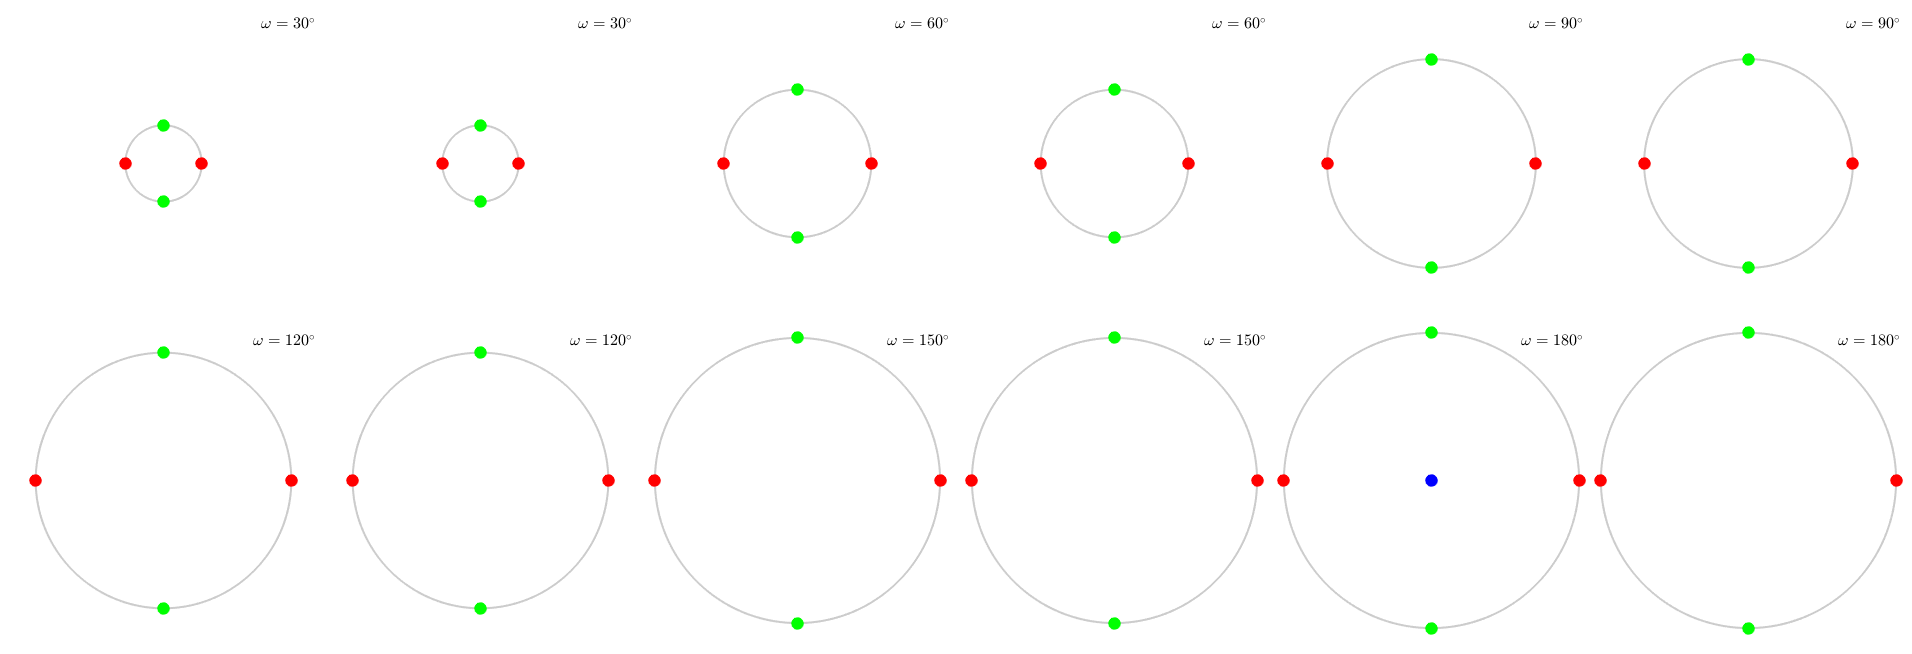 ω = 30°
ω = 30°
ω = 60°
ω = 60°
ω = 90°
ω = 90°
ω = 120°
ω = 120°
ω = 150°
ω = 150°
ω = 180°
ω = 180°